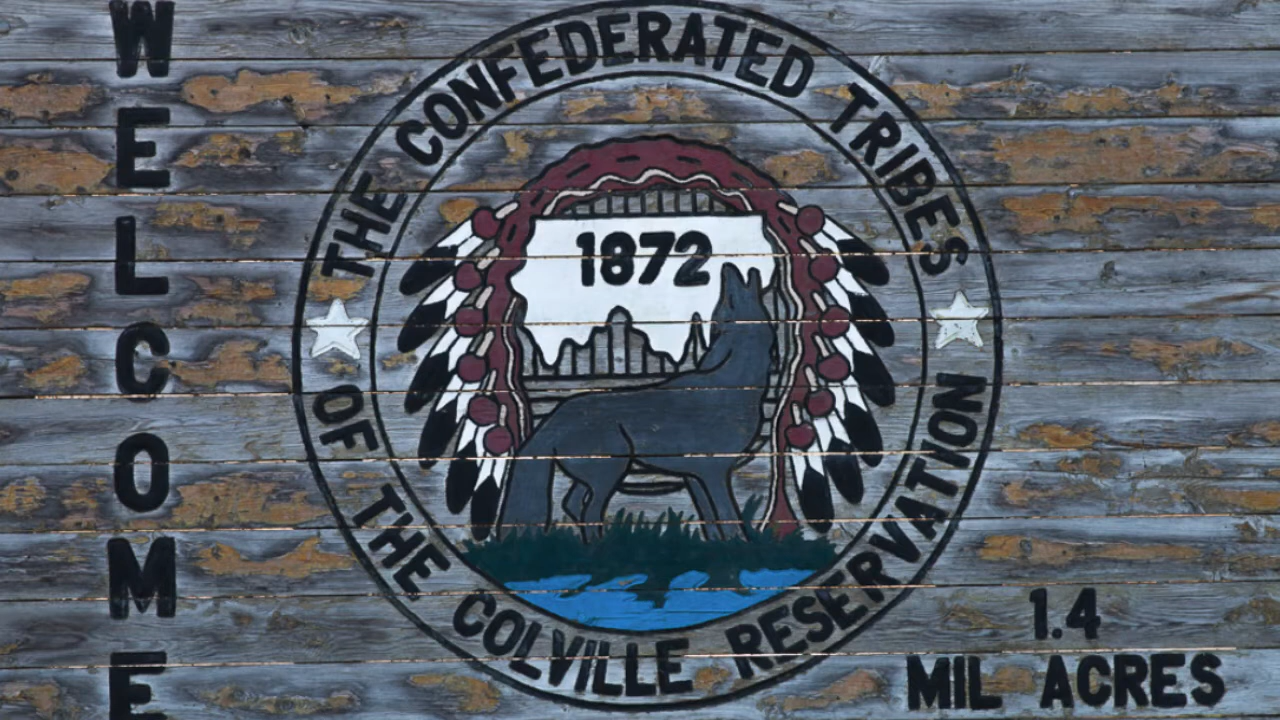 WELCOME
THE CONFEDERATED TRIBES
OF THE COLVILLE RESERVATION
1872
1.4
MIL ACRES